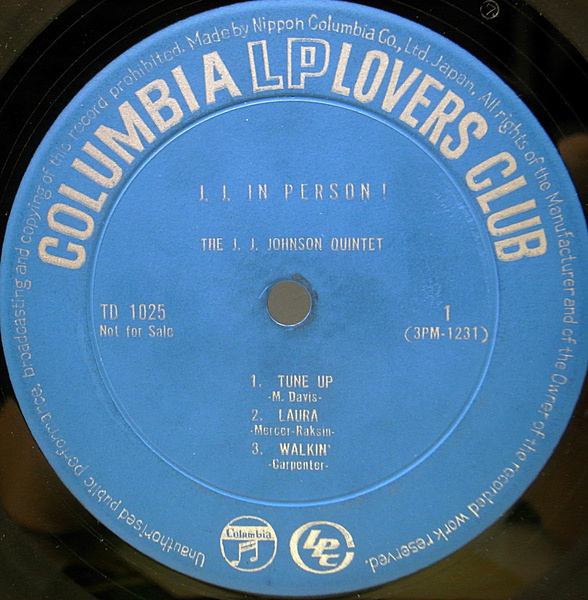 Unauthorised public performance, broadcasting and copying of this record prohibited. Made by Nippon Columbia Co., Ltd. Japan. All rights of the Manufacturer and of the Owner of the recorded work reserved.
COLUMBIA LP LOVERS CLUB
J. J. IN PERSON!
THE J. J. JOHNSON QUINTET
TD 1025
Not for Sale
1
(3PM-1231)
1. TUNE UP
-M. Davis-
2. LAURA
-Mercer-Raksin-
3. WALKIN'
-Carpenter-
Columbia
LPC
7